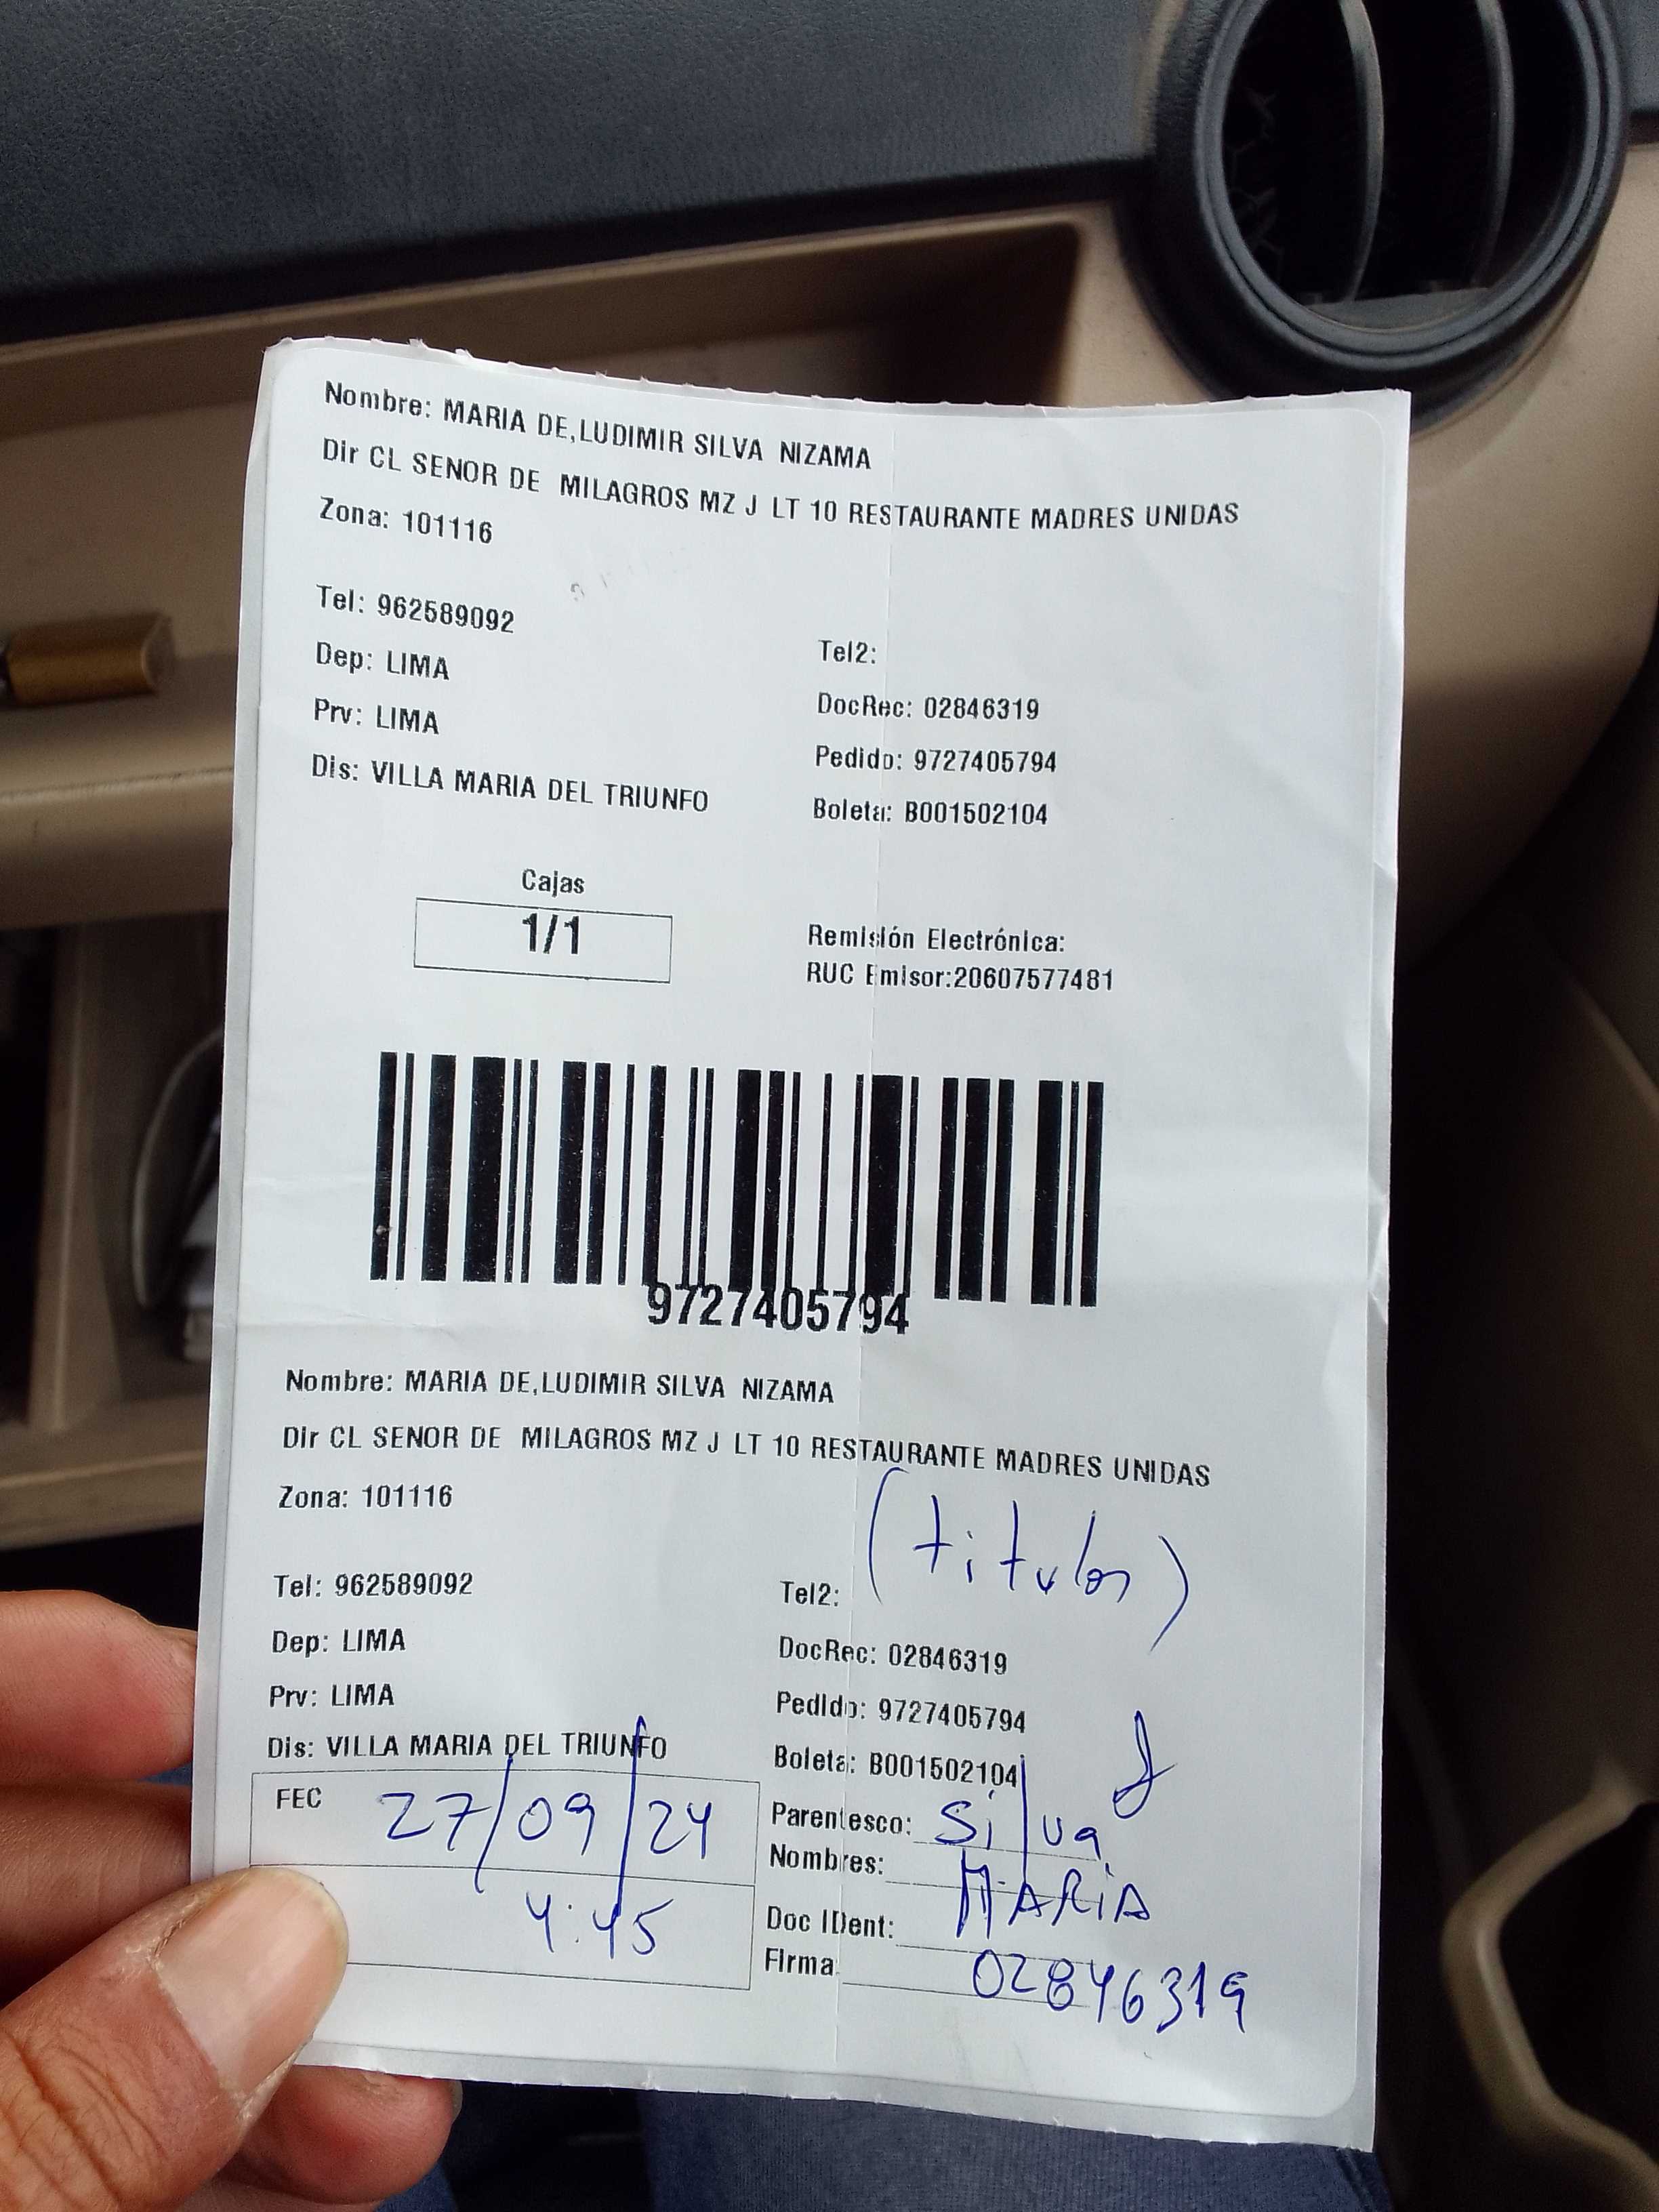 Nombre: MARIA DE,LUDIMIR SILVA NIZAMA
Dir CL SENOR DE MILAGROS MZ J LT 10 RESTAURANTE MADRES UNIDAS
Zona: 101116
Tel: 962589092
Tel2:
Dep: LIMA
DocRec: 02846319
Prv: LIMA
Pedido: 9727405794
Dis: VILLA MARIA DEL TRIUNFO
Boleta: B001502104
Cajas
1/1
Remisión Electrónica:
RUC Emisor:20607577481
9727405794
Nombre: MARIA DE,LUDIMIR SILVA NIZAMA
Dir CL SENOR DE MILAGROS MZ J LT 10 RESTAURANTE MADRES UNIDAS
Zona: 101116
(titulos)
Tel: 962589092
Tel2:
Dep: LIMA
DocRec: 02846319
Prv: LIMA
Pedido: 9727405794
Dis: VILLA MARIA DEL TRIUNFO
Boleta: B001502104
FEC 27/09/24
Parentesco: Silva
Nombres: MARIA
4:45
Doc IDent: 02846319
Firma